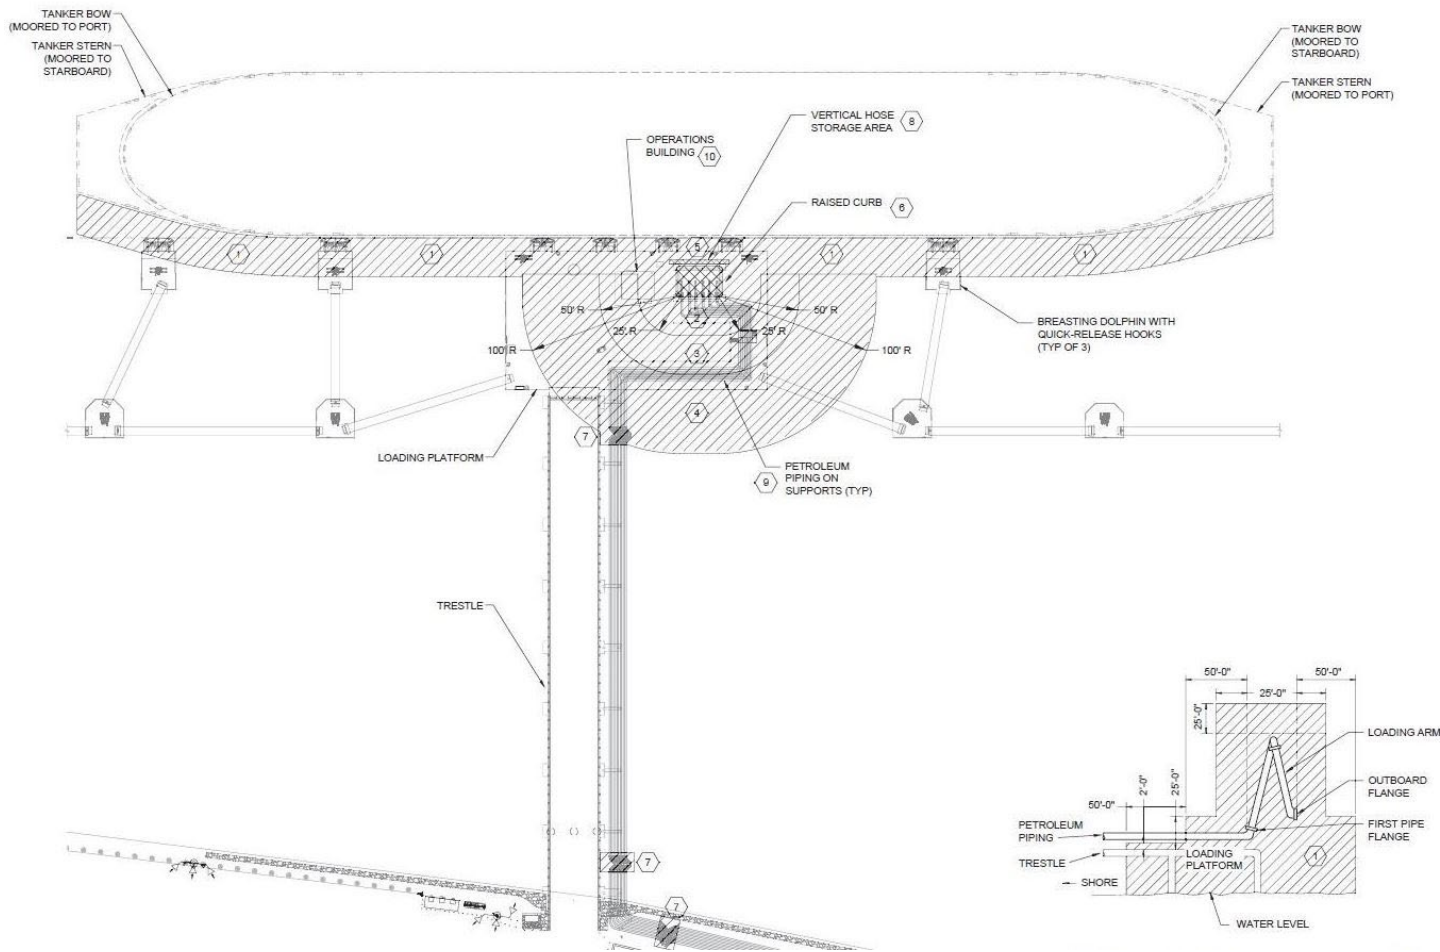 TANKER BOW
(MOORED TO PORT)
TANKER STERN
(MOORED TO
STARBOARD)
TANKER BOW
(MOORED TO
STARBOARD)
TANKER STERN
(MOORED TO PORT)
VERTICAL HOSE
STORAGE AREA 8
OPERATIONS
BUILDING 10
RAISED CURB 6
1
1
5
1
1
50' R
50' R
2
25' R
25' R
100' R
3
100' R
BREASTING DOLPHIN WITH
QUICK-RELEASE HOOKS
(TYP OF 3)
4
7
LOADING PLATFORM
PETROLEUM
PIPING ON
SUPPORTS (TYP)
9
TRESTLE
7
7
50'-0"
50'-0"
25'-0"
25'-0"
LOADING ARM
2'-0"
25'-0"
OUTBOARD
FLANGE
50'-0"
PETROLEUM
PIPING
FIRST PIPE
FLANGE
TRESTLE
LOADING
PLATFORM
1
SHORE
WATER LEVEL